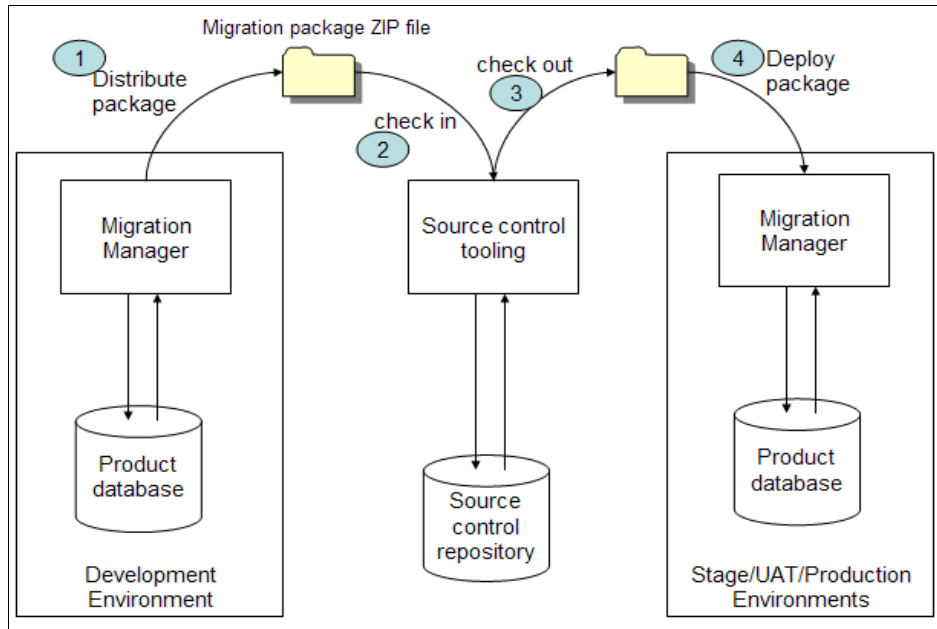 Migration package ZIP file
1
Distribute
package
check in
2
check out
3
4
Deploy
package
Migration
Manager
Source control
tooling
Migration
Manager
Product
database
Source
control
repository
Product
database
Development
Environment
Stage/UAT/Production
Environments